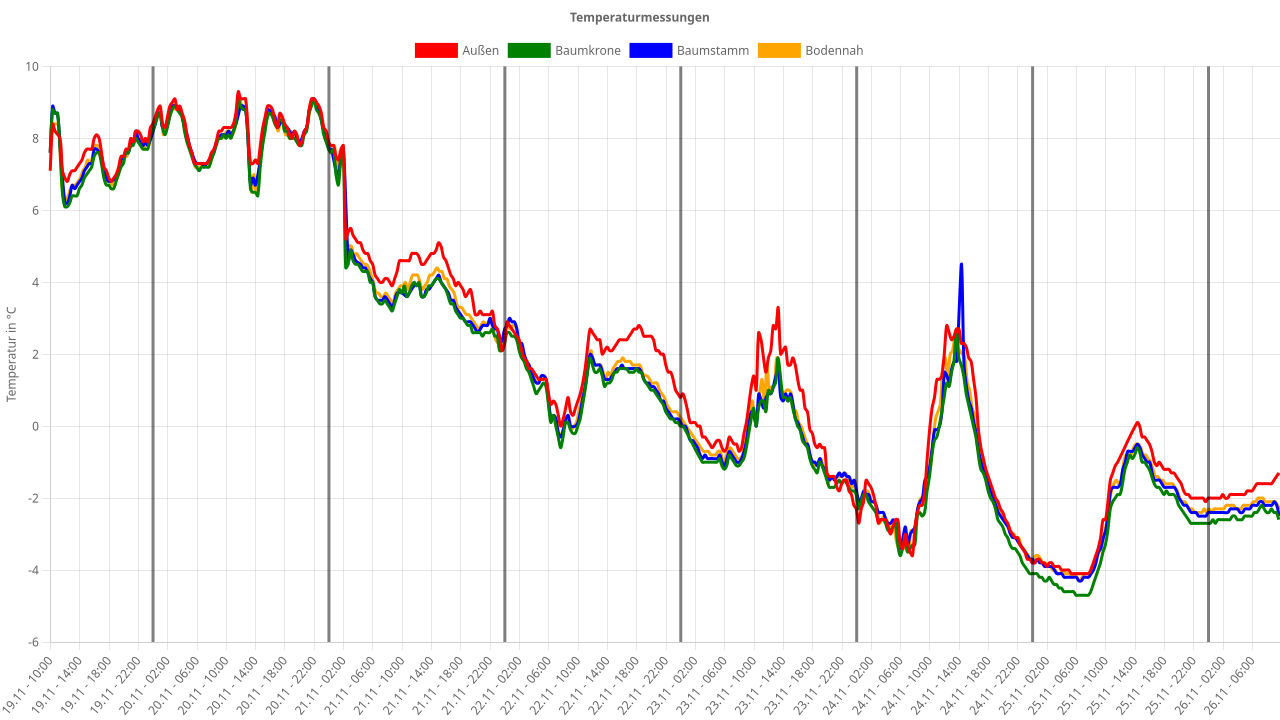 Temperaturmessungen
Außen Baumkrone Baumstamm Bodennah
Temperatur in °C
10
8
6
4
2
0
-2
-4
-6
19.11 - 10:00
19.11 - 14:00
19.11 - 18:00
19.11 - 22:00
20.11 - 02:00
20.11 - 06:00
20.11 - 10:00
20.11 - 14:00
20.11 - 18:00
20.11 - 22:00
21.11 - 02:00
21.11 - 06:00
21.11 - 10:00
21.11 - 14:00
21.11 - 18:00
21.11 - 22:00
22.11 - 02:00
22.11 - 06:00
22.11 - 10:00
22.11 - 14:00
22.11 - 18:00
22.11 - 22:00
23.11 - 02:00
23.11 - 06:00
23.11 - 10:00
23.11 - 14:00
23.11 - 18:00
23.11 - 22:00
24.11 - 02:00
24.11 - 06:00
24.11 - 10:00
24.11 - 14:00
24.11 - 18:00
24.11 - 22:00
25.11 - 02:00
25.11 - 06:00
25.11 - 10:00
25.11 - 14:00
25.11 - 18:00
25.11 - 22:00
26.11 - 02:00
26.11 - 06:00